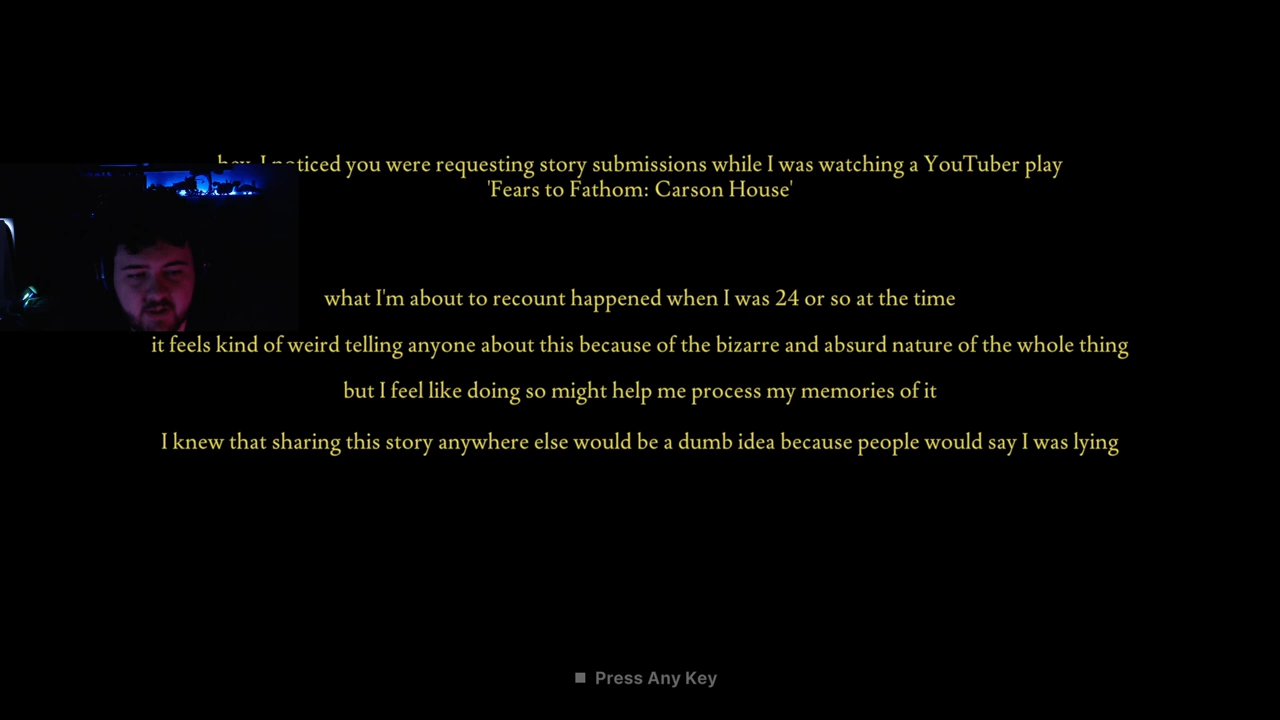 hey, I noticed you were requesting story submissions while I was watching a YouTuber play
'Fears to Fathom: Carson House'
what I'm about to recount happened when I was 24 or so at the time
it feels kind of weird telling anyone about this because of the bizarre and absurd nature of the whole thing
but I feel like doing so might help me process my memories of it
I knew that sharing this story anywhere else would be a dumb idea because people would say I was lying
Press Any Key